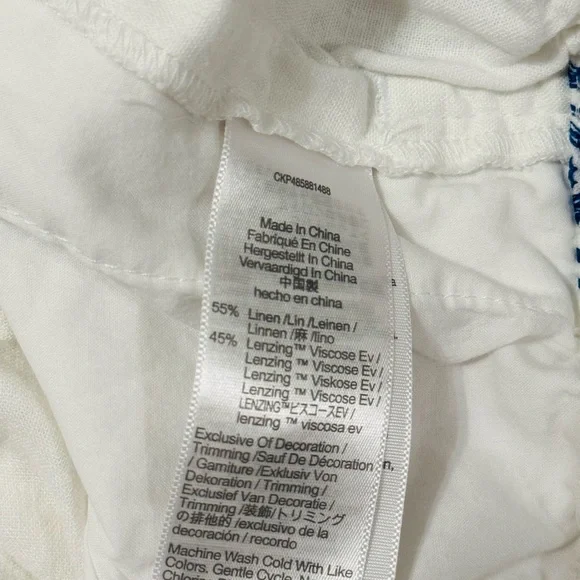 CKP485881488
Made In China
Fabriqué En Chine
Hergestellt In China
Vervaardigd In China
中国製
hecho en china
55% Linen /Lin /Leinen /
Linnen /麻 /lino
45% Lenzing ™ Viscose Ev /
Lenzing ™ Viscose Ev /
Lenzing ™ Viskose Ev /
Lenzing ™ Viscose Ev /
LENZING™ビスコースEV /
lenzing ™ viscosa ev
Exclusive Of Decoration /
Trimming /Sauf De Décoration
/ Garniture /Exklusiv Von
Dekoration / Trimming /
Exclusief Van Decoratie /
Trimming /装飾/トリミング
の排他的 /exclusivo de la
decoración / recordo
Machine Wash Cold With Like
Colors. Gentle Cycle.